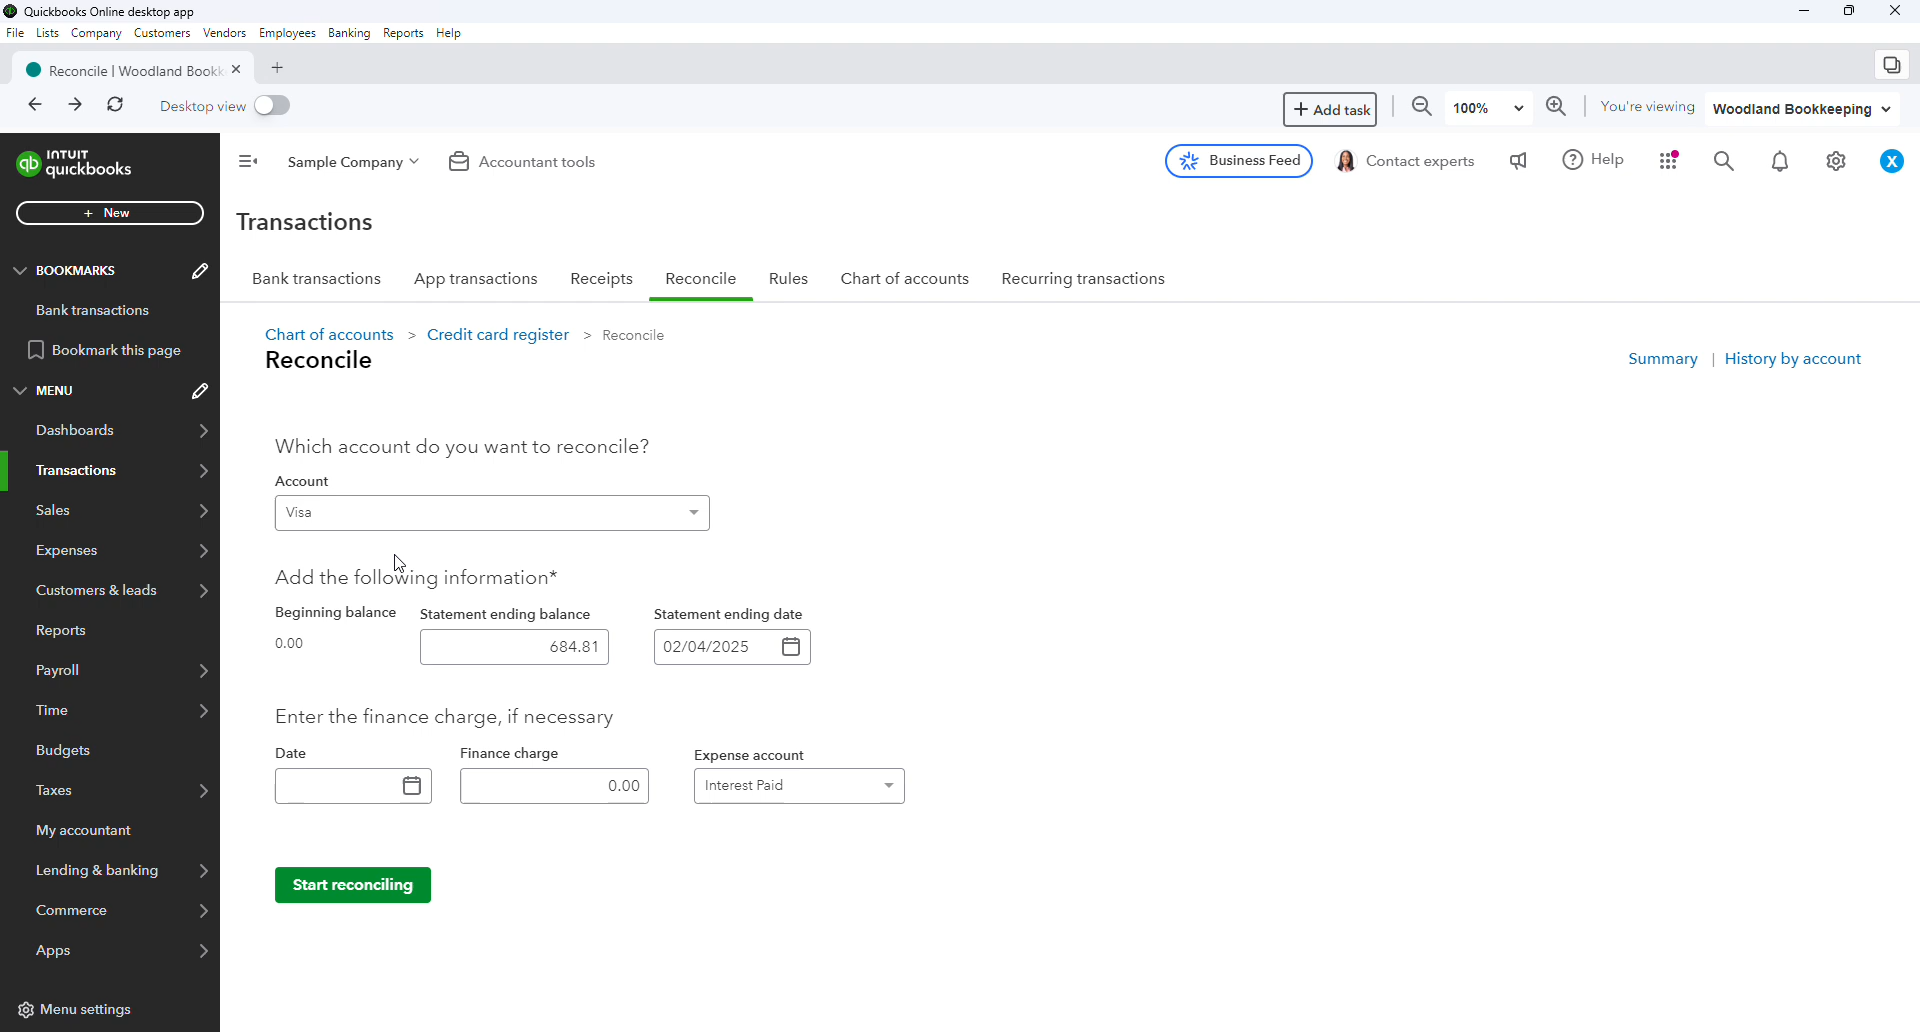 Quickbooks Online desktop app
File Lists Company Customers Vendors Employees Banking Reports Help
Reconcile | Woodland Bookk
Desktop view
+ Add task
100%
You're viewing Woodland Bookkeeping
INTUIT
quickbooks
Sample Company
Accountant tools
Business Feed
Contact experts
Help
X
+ New
Transactions
BOOKMARKS
Bank transactions
Bookmark this page
MENU
Dashboards
Transactions
Sales
Expenses
Customers & leads
Reports
Payroll
Time
Budgets
Taxes
My accountant
Lending & banking
Commerce
Apps
Menu settings
Bank transactions App transactions Receipts Reconcile Rules Chart of accounts Recurring transactions
Chart of accounts > Credit card register > Reconcile
Reconcile
Summary | History by account
Which account do you want to reconcile?
Account
Visa
Add the following information*
Beginning balance Statement ending balance Statement ending date
0.00 684.81 02/04/2025
Enter the finance charge, if necessary
Date Finance charge Expense account
0.00 Interest Paid
Start reconciling